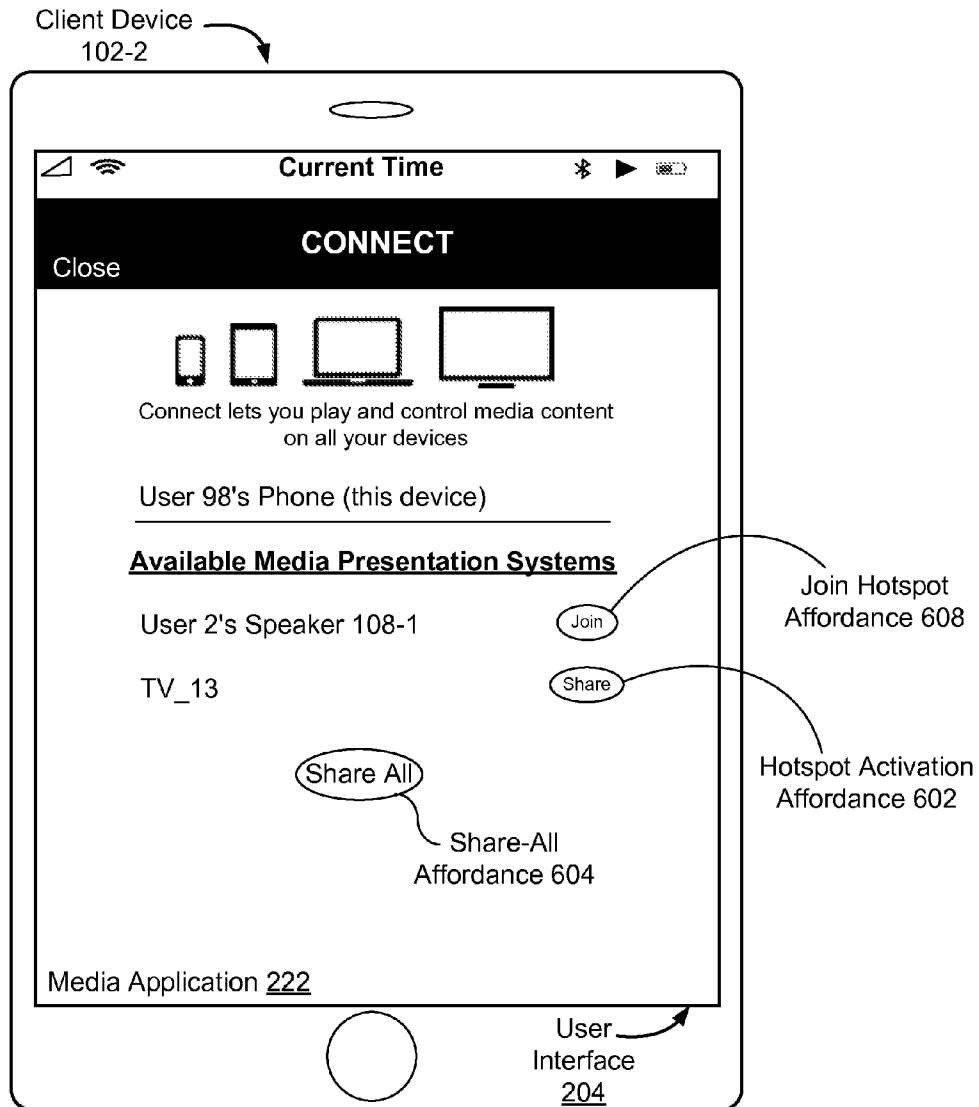 Client Device
102-2
Current Time
CONNECT
Close
Connect lets you play and control media content
on all your devices
User 98's Phone (this device)
Available Media Presentation Systems
User 2's Speaker 108-1
Join
Join Hotspot
Affordance 608
TV_13
Share
Hotspot Activation
Affordance 602
Share All
Share-All
Affordance 604
Media Application 222
User
Interface
204